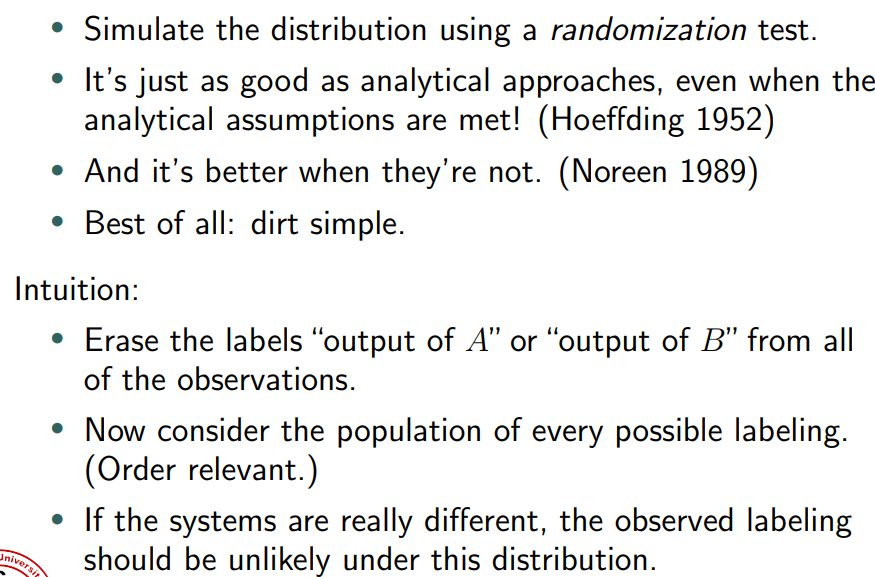 • Simulate the distribution using a randomization test.
• It's just as good as analytical approaches, even when the
analytical assumptions are met! (Hoeffding 1952)
• And it's better when they're not. (Noreen 1989)
• Best of all: dirt simple.
Intuition:
• Erase the labels “output of A” or “output of B” from all
of the observations.
• Now consider the population of every possible labeling.
(Order relevant.)
• If the systems are really different, the observed labeling
should be unlikely under this distribution.